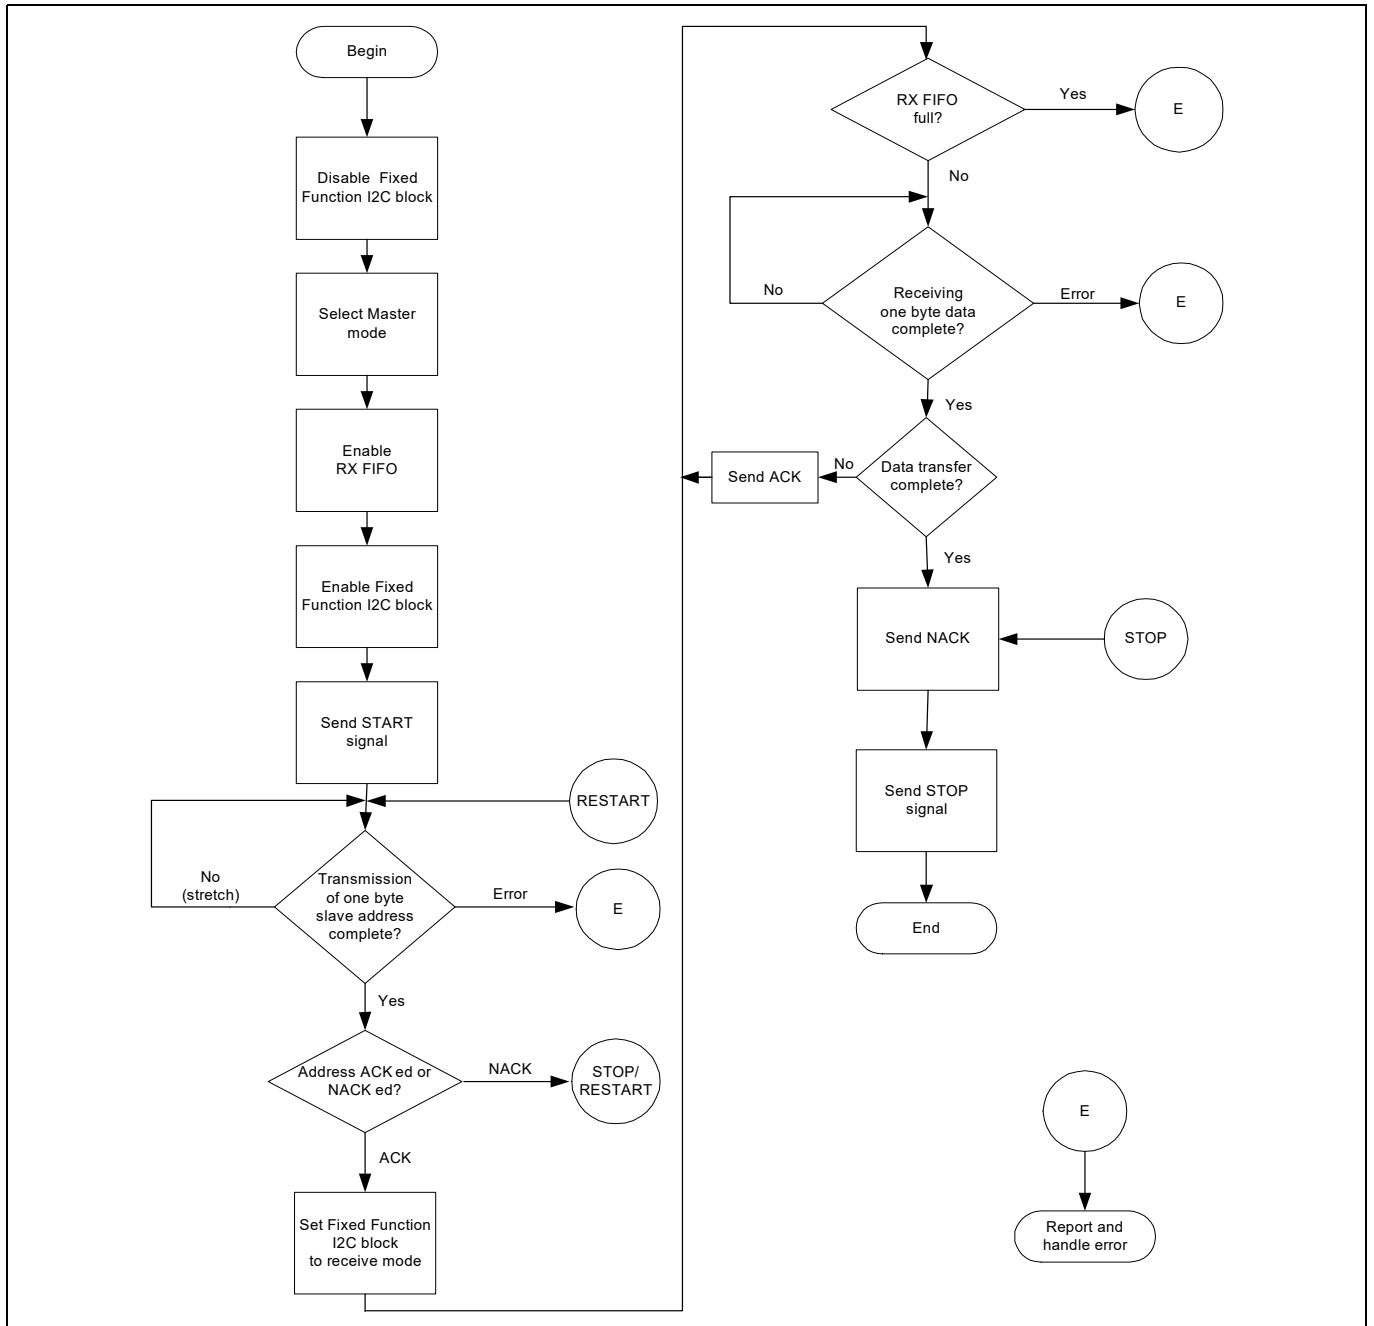 Begin
Disable  Fixed
Function I2C block
Select Master
mode
Enable
RX FIFO
Enable Fixed
Function I2C block
Send START
signal
RESTART
No
(stretch)
Transmission
of one byte
slave address
complete?
Error
E
Yes
Address ACK ed or
NACK ed?
NACK
STOP/
RESTART
ACK
Set Fixed Function
I2C block
to receive mode
RX FIFO
full?
Yes
E
No
No
Receiving
one byte data
complete?
Error
E
Yes
Send ACK
No
Data transfer
complete?
Yes
Send NACK
STOP
Send STOP
signal
End
E
Report and
handle error